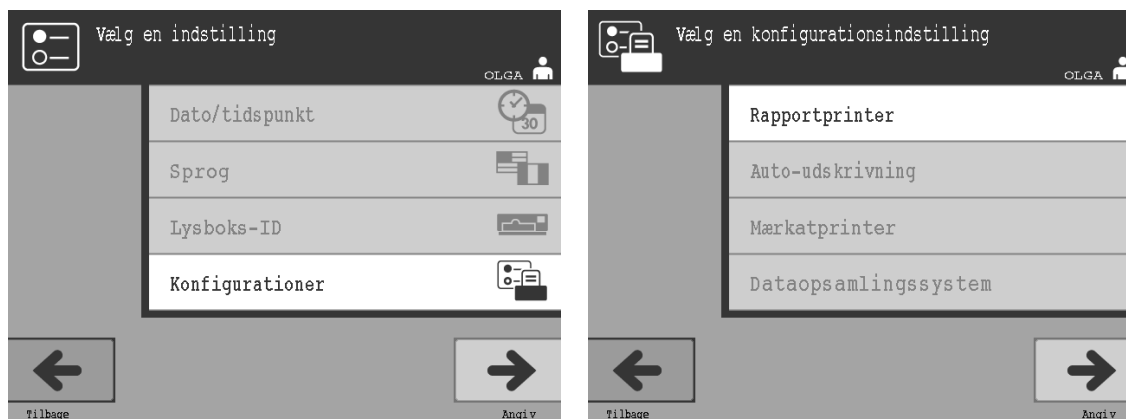 Vælg en indstilling
OLGA
Dato/tidspunkt
30
Sprog
Lysboks-ID
Konfigurationer
Tilbage
Angiv
Vælg en konfigurationsindstilling
OLGA
Rapportprinter
Auto-udskrivning
Mærkatprinter
Dataopsamlingssystem
Tilbage
Angiv